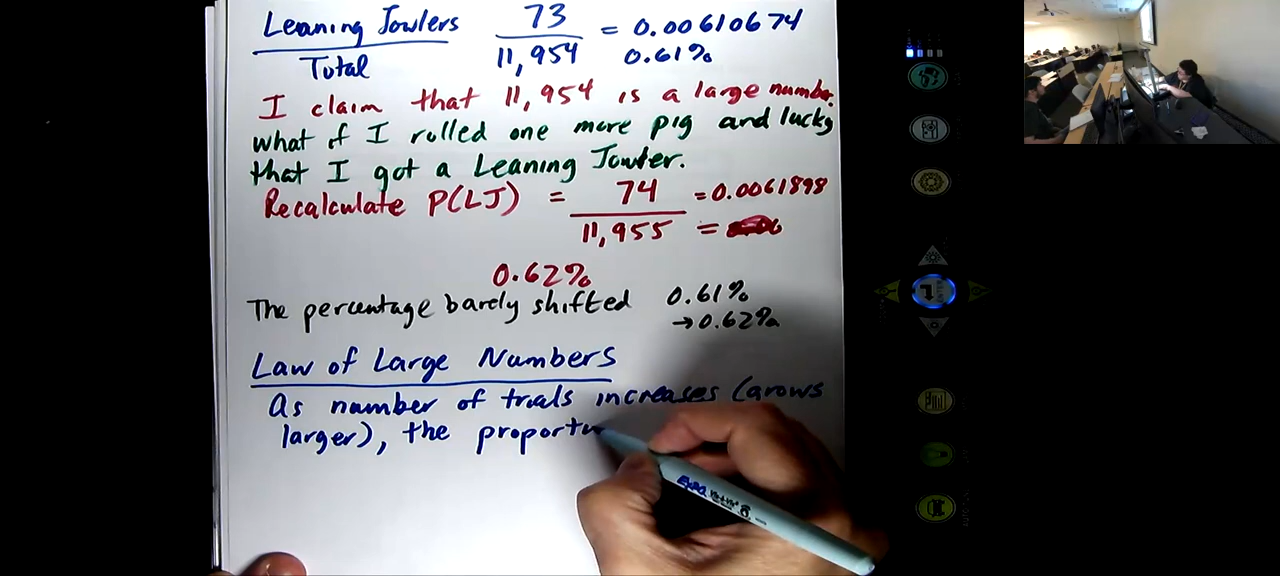 Leaning Jowlers
Total
73
11,954
= 0.00610674
0.61%
I claim that 11,954 is a large number.
what if I rolled one more pig and lucky
that I got a Leaning Jowler.
Recalculate P(LJ) = 74 = 0.0061898
11,955 =
0.62%
The percentage barely shifted 0.61%
→0.62%
Law of Large Numbers
As number of trials increases (grows
larger), the proportio
EXPO